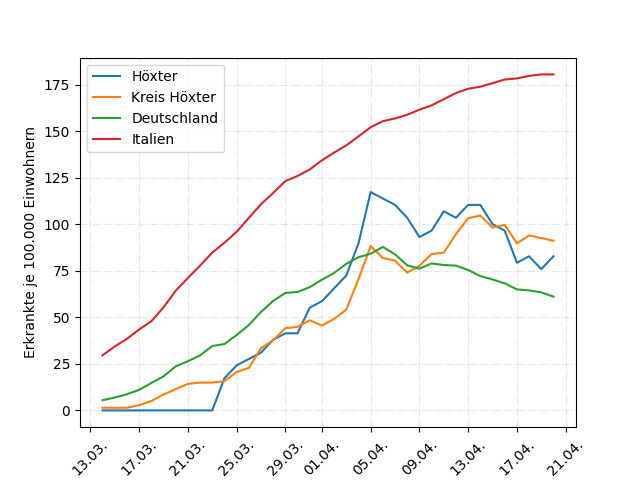 Höxter
Kreis Höxter
Deutschland
Italien
Erkrankte je 100.000 Einwohnern
175
150
125
100
75
50
25
0
13.03. 17.03. 21.03. 25.03. 29.03. 01.04. 05.04. 09.04. 13.04. 17.04. 21.04.